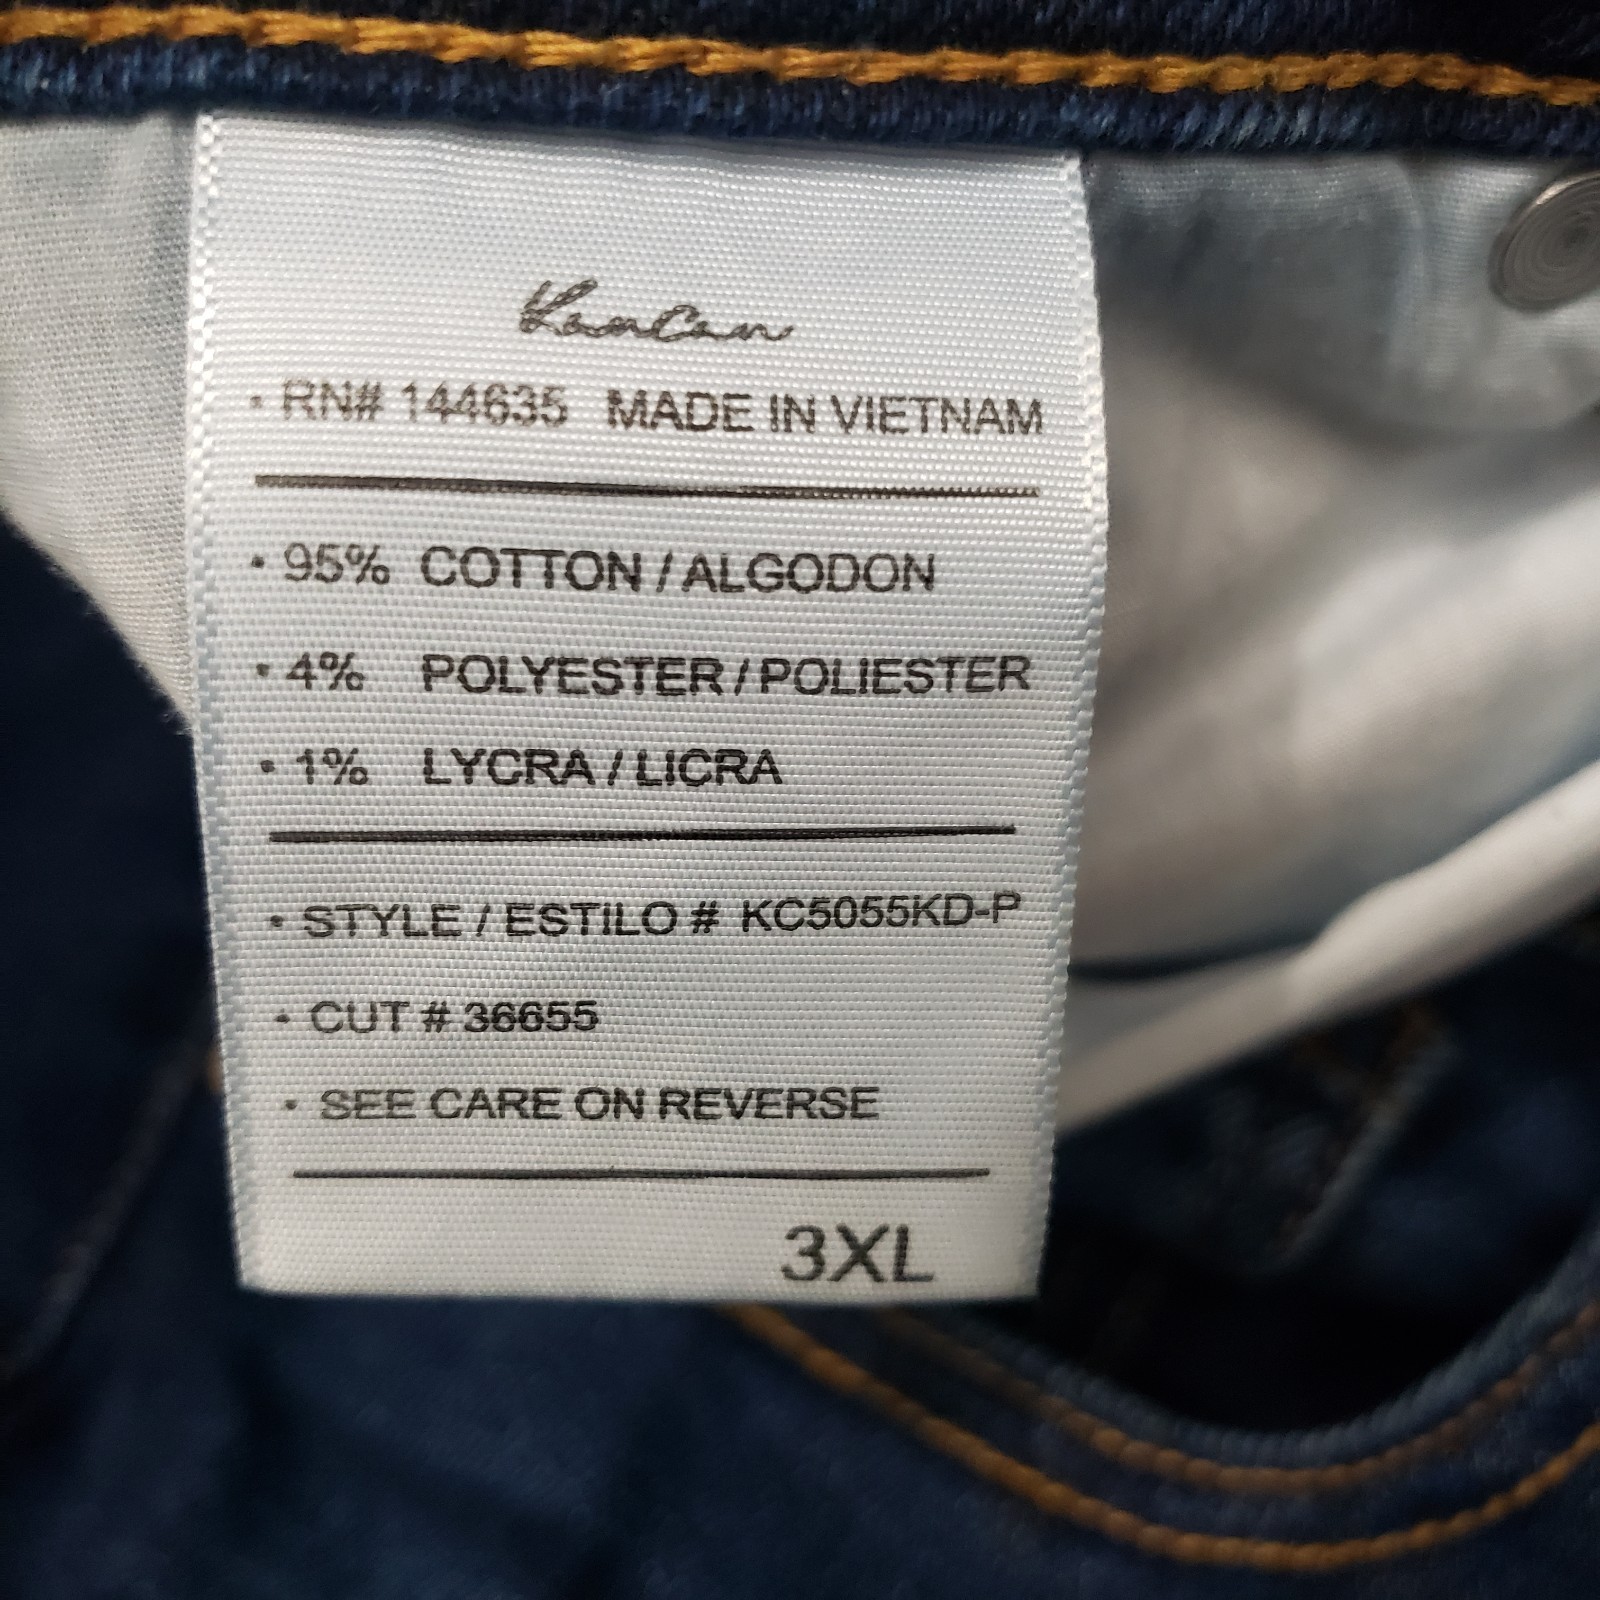 KanCan
· RN# 144635 MADE IN VIETNAM
· 95% COTTON / ALGODON
· 4% POLYESTER / POLIESTER
· 1% LYCRA / LICRA
· STYLE / ESTILO # KC5055KD-P
· CUT # 36655
· SEE CARE ON REVERSE
3XL